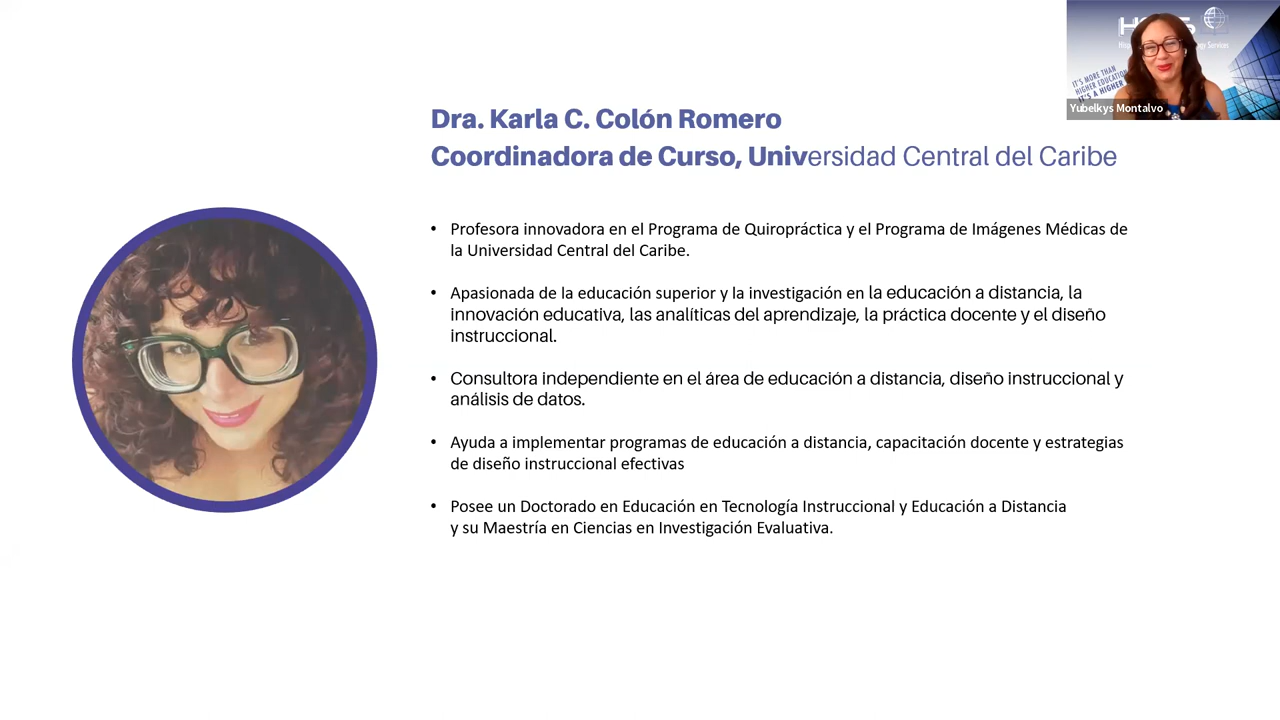 Dra. Karla C. Colón Romero
Coordinadora de Curso, Universidad Central del Caribe
• Profesora innovadora en el Programa de Quiropráctica y el Programa de Imágenes Médicas de
la Universidad Central del Caribe.
• Apasionada de la educación superior y la investigación en la educación a distancia, la
innovación educativa, las analíticas del aprendizaje, la práctica docente y el diseño
instruccional.
• Consultora independiente en el área de educación a distancia, diseño instruccional y
análisis de datos.
• Ayuda a implementar programas de educación a distancia, capacitación docente y estrategias
de diseño instruccional efectivas
• Posee un Doctorado en Educación en Tecnología Instruccional y Educación a Distancia
y su Maestría en Ciencias en Investigación Evaluativa.
IT'S MORE THAN
HIGHER EDUCATION
IT'S A HIGHER
Services
Yubelkys Montalvo